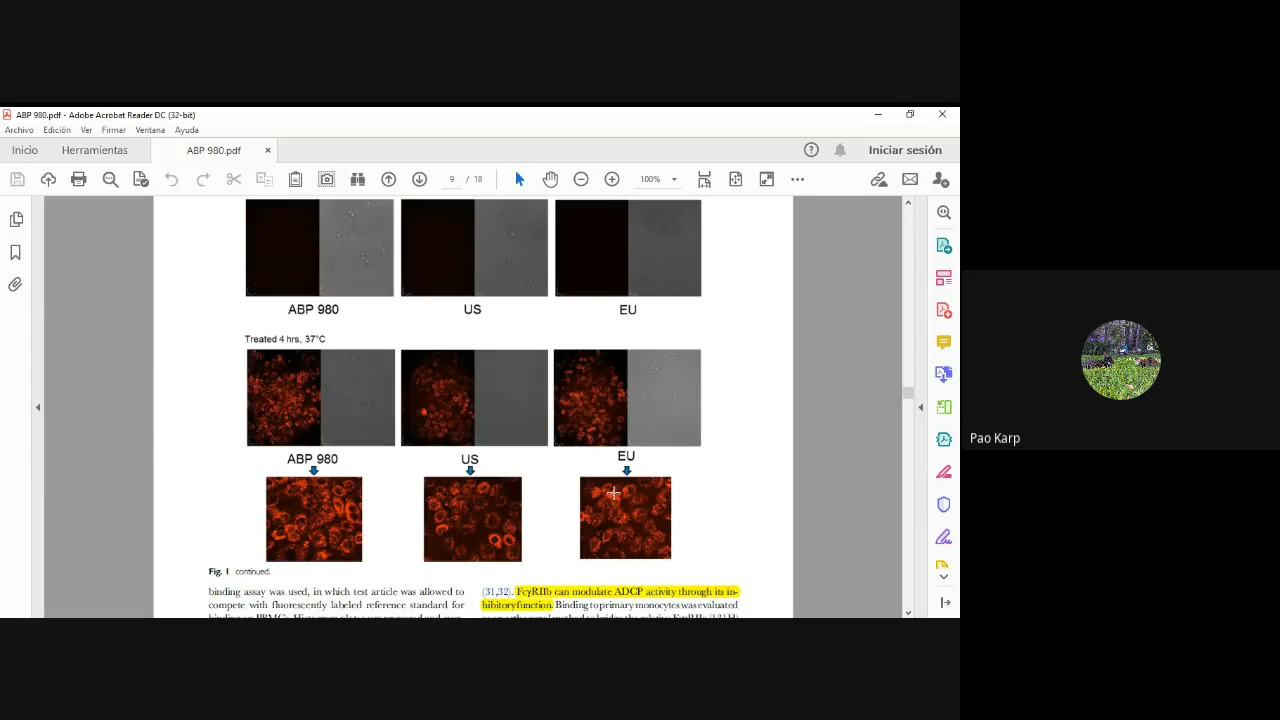 ABP 980.pdf - Adobe Acrobat Reader DC (32-bit)
Archivo Edición Ver Firmar Ventana Ayuda
Inicio Herramientas ABP 980.pdf Iniciar sesión
9 / 18 100%
ABP 980 US EU
Treated 4 hrs, 37°C
ABP 980 US EU
Pao Karp
Fig. 1 continued.
binding assay was used, in which test article was allowed to
compete with fluorescently labeled reference standard for
(31,32). FcγRIIb can modulate ADCP activity through its in-
hibitory function. Binding to primary monocytes was evaluated